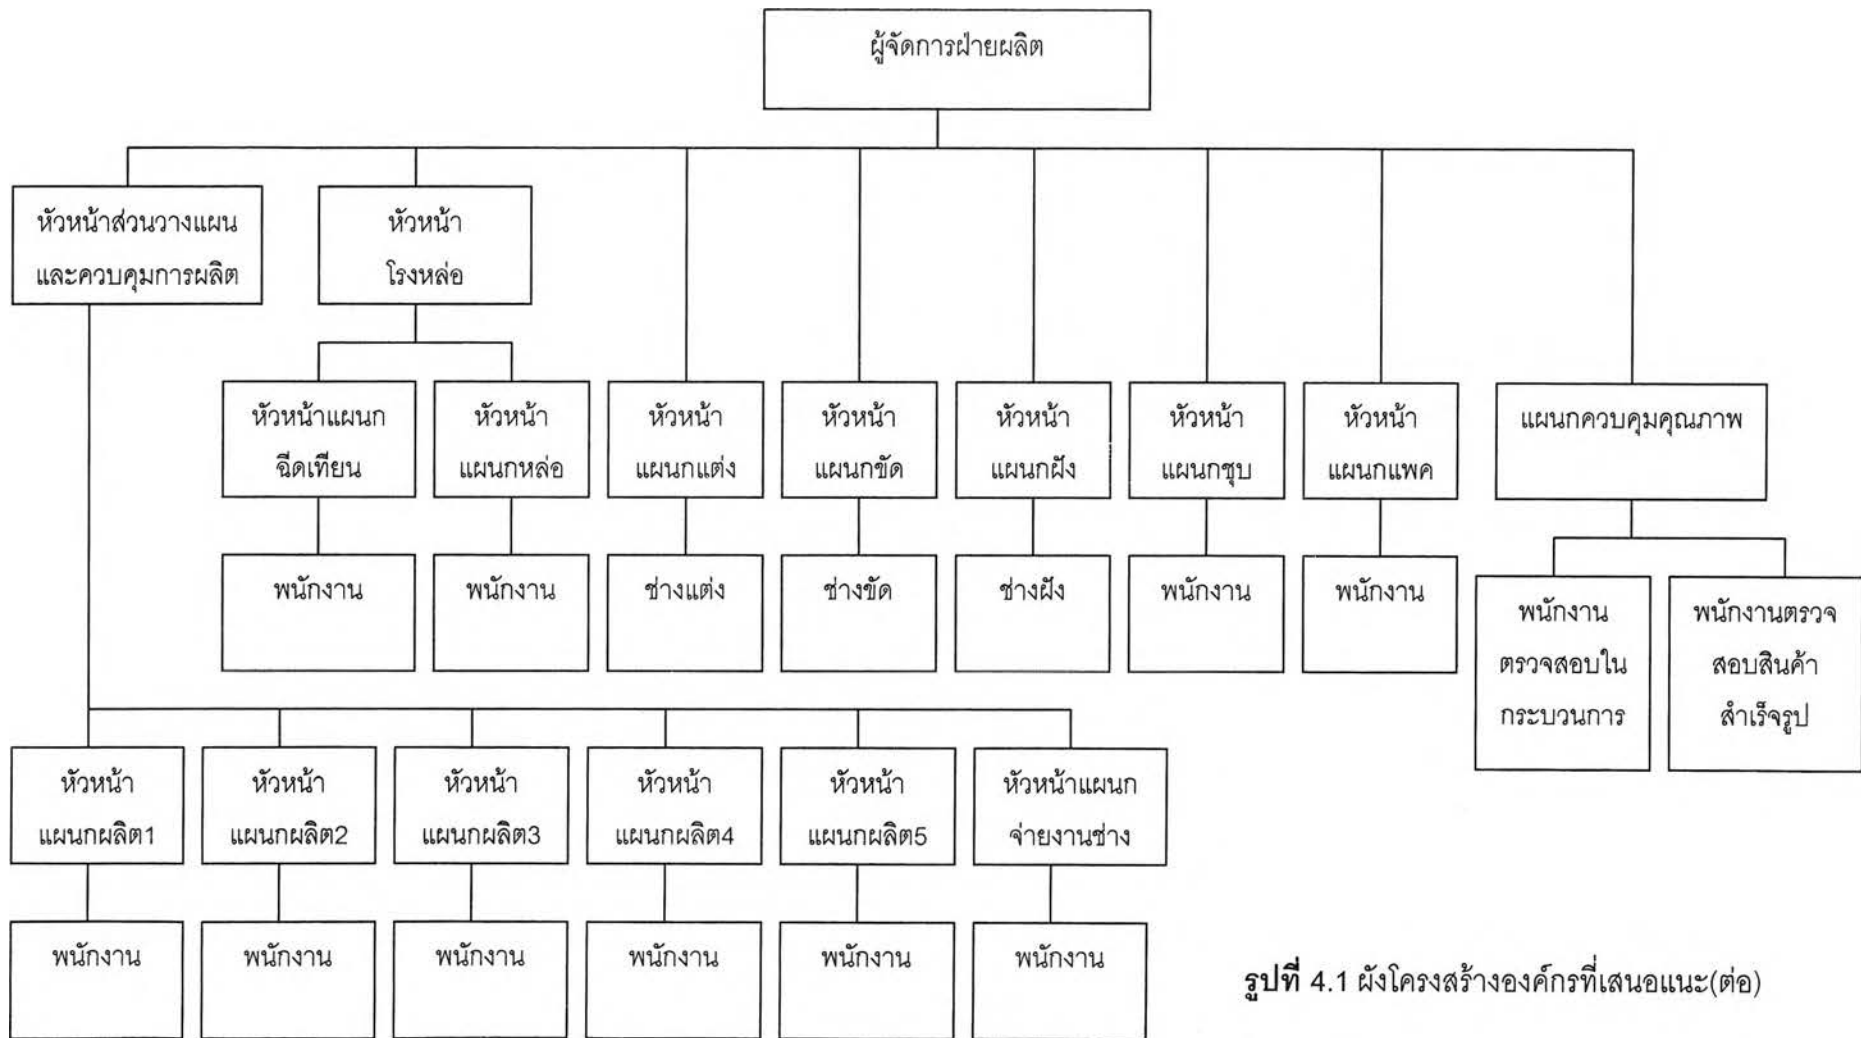 ผู้จัดการฝ่ายผลิต
หัวหน้าส่วนวางแผน
และควบคุมการผลิต
หัวหน้า
โรงหล่อ
หัวหน้าแผนก
ฉีดเทียน
หัวหน้า
แผนกหล่อ
หัวหน้า
แผนกแต่ง
หัวหน้า
แผนกขัด
หัวหน้า
แผนกฝัง
หัวหน้า
แผนกชุบ
หัวหน้า
แผนกแพค
แผนกควบคุมคุณภาพ
พนักงาน
พนักงาน
ช่างแต่ง
ช่างขัด
ช่างฝัง
พนักงาน
พนักงาน
พนักงาน
ตรวจสอบใน
กระบวนการ
พนักงานตรวจ
สอบสินค้า
สำเร็จรูป
หัวหน้า
แผนกผลิต1
หัวหน้า
แผนกผลิต2
หัวหน้า
แผนกผลิต3
หัวหน้า
แผนกผลิต4
หัวหน้า
แผนกผลิต5
หัวหน้าแผนก
จ่ายงานช่าง
พนักงาน
พนักงาน
พนักงาน
พนักงาน
พนักงาน
พนักงาน
รูปที่ 4.1 ผังโครงสร้างองค์กรที่เสนอแนะ(ต่อ)